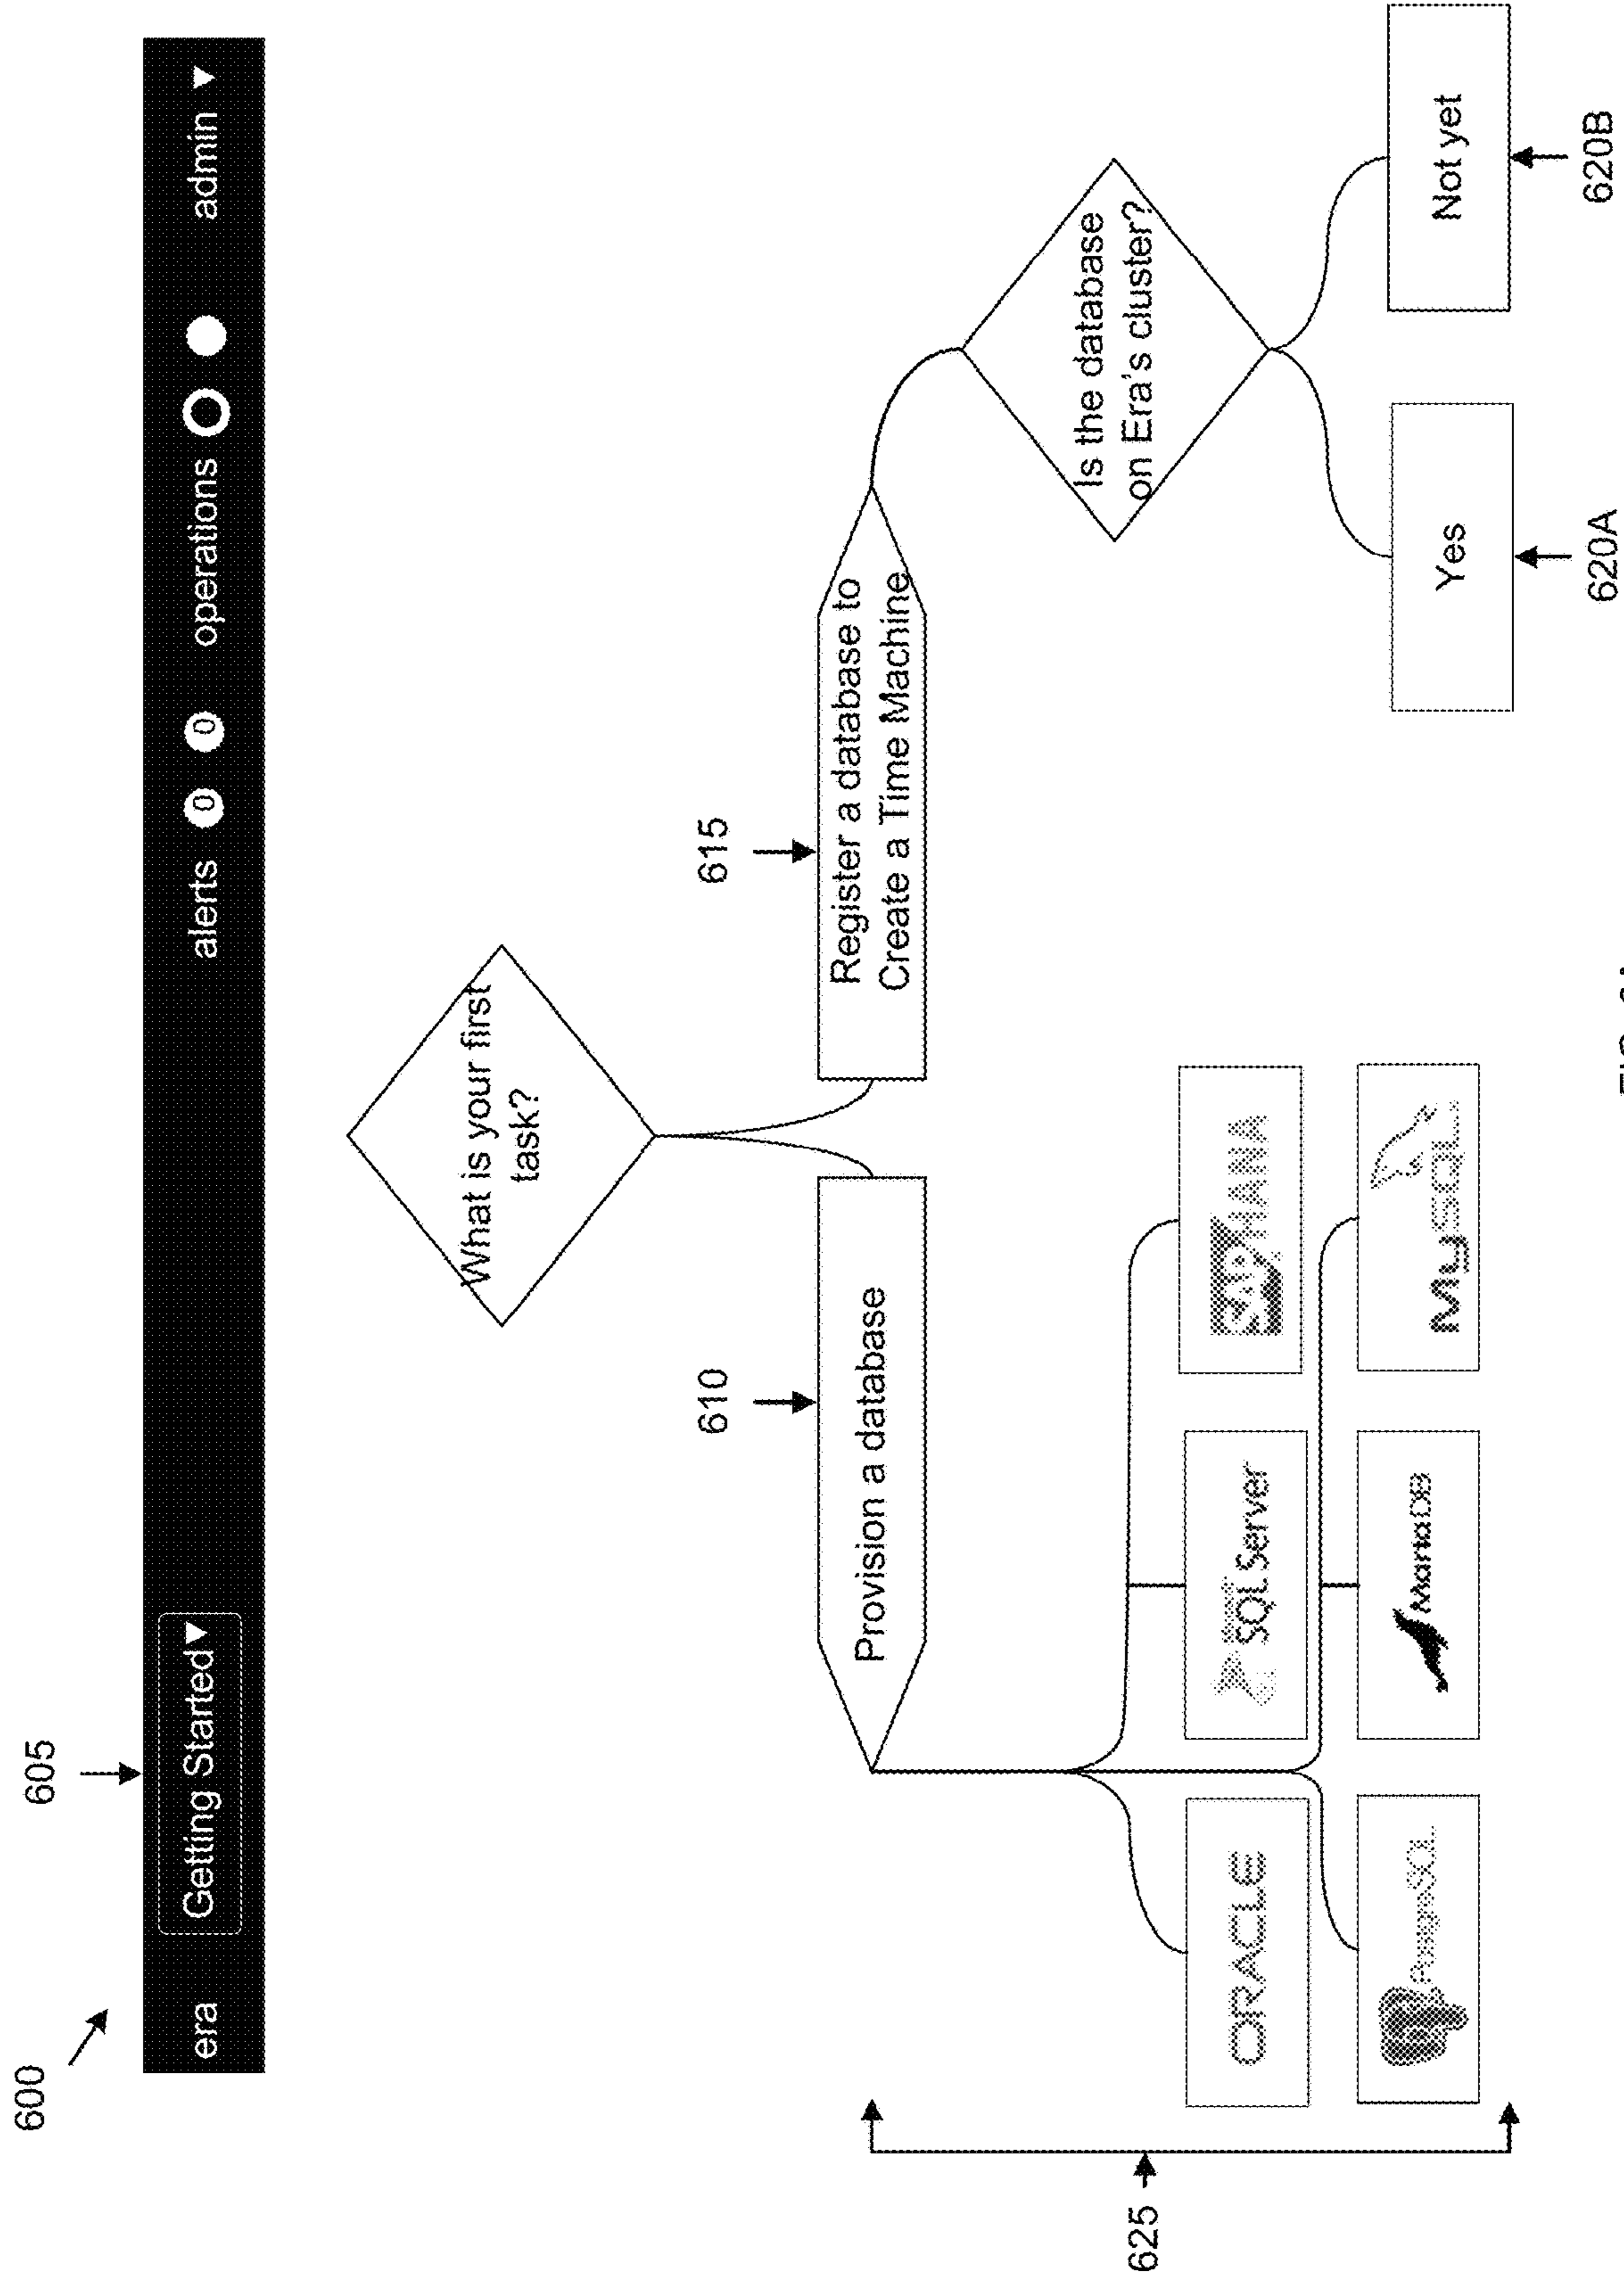 600
605
era
Getting Started▼
alerts
0
0
operations
admin ▼
What is your first
task?
610
615
Provision a database
Register a database to
Create a Time Machine
Is the database
on Era's cluster?
625
ORACLE
SQL Server
SAP HANA
PostgreSQL
MariaDB
MySQL
Yes
Not yet
620A
620B